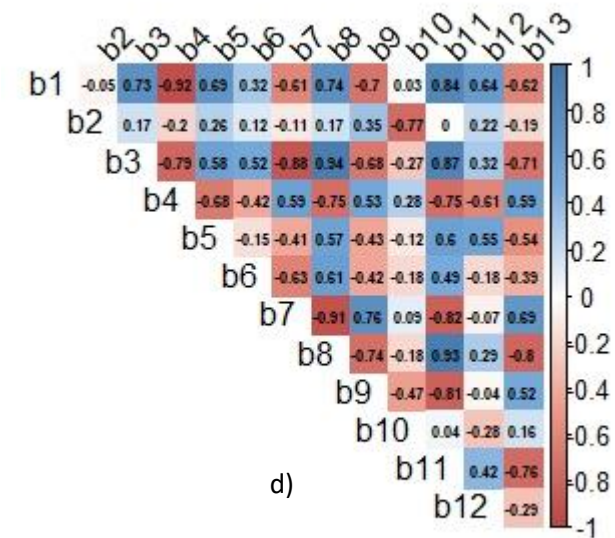 b2 b3 b4 b5 b6 b7 b8 b9 b10 b11 b12 b13
b1 -0.05 0.73 -0.92 0.69 0.32 -0.61 0.74 -0.7 0.03 0.84 0.64 -0.62
b2 0.17 -0.2 0.26 0.12 -0.11 0.17 0.35 -0.77 0 0.22 -0.19
b3 -0.79 0.58 0.52 -0.88 0.94 -0.68 -0.27 0.87 0.32 -0.71
b4 -0.68 -0.42 0.59 -0.75 0.53 0.28 -0.75 -0.61 0.59
b5 -0.15 -0.41 0.57 -0.43 -0.12 0.6 0.55 -0.54
b6 -0.63 0.61 -0.42 -0.18 0.49 -0.18 -0.39
b7 -0.91 0.76 0.09 -0.82 -0.07 0.69
b8 -0.74 -0.18 0.93 0.29 -0.8
b9 -0.47 -0.81 -0.04 0.52
b10 0.04 -0.28 0.16
b11 0.42 -0.76
b12 -0.29
d)
1
0.8
0.6
0.4
0.2
0
-0.2
-0.4
-0.6
-0.8
-1